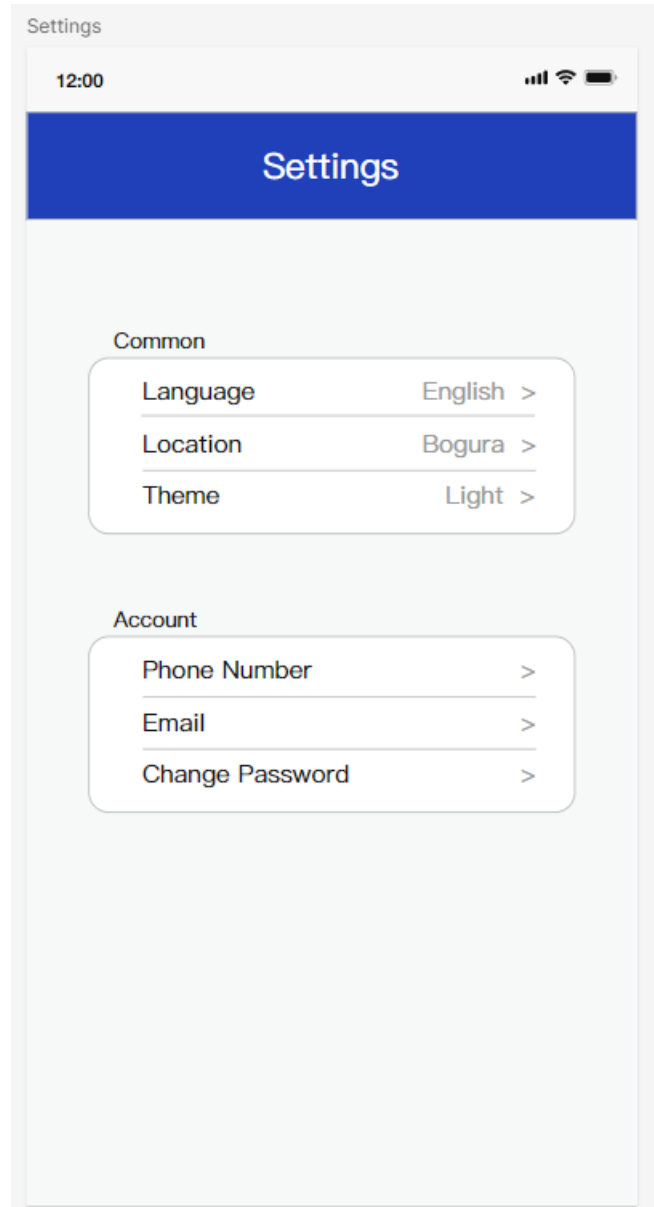 Settings
12:00
Settings
Common
Language English >
Location Bogura >
Theme Light >
Account
Phone Number >
Email >
Change Password >